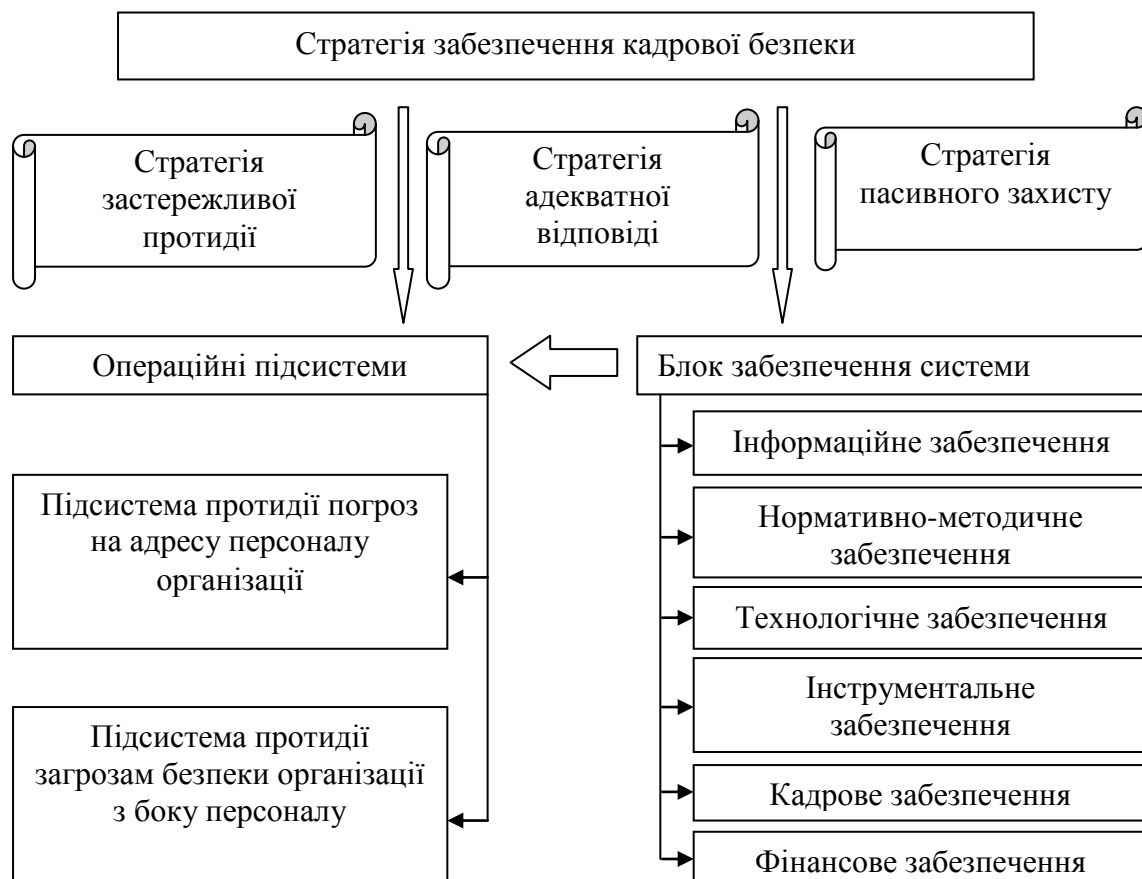 Стратегія забезпечення кадрової безпеки
Стратегія
застережливої
протидії
Стратегія
адекватної
відповіді
Стратегія
пасивного захисту
Операційні підсистеми
Блок забезпечення системи
Підсистема протидії погроз
на адресу персоналу
організації
Підсистема протидії
загрозам безпеки організації
з боку персоналу
Інформаційне забезпечення
Нормативно-методичне
забезпечення
Технологічне забезпечення
Інструментальне
забезпечення
Кадрове забезпечення
Фінансове забезпечення